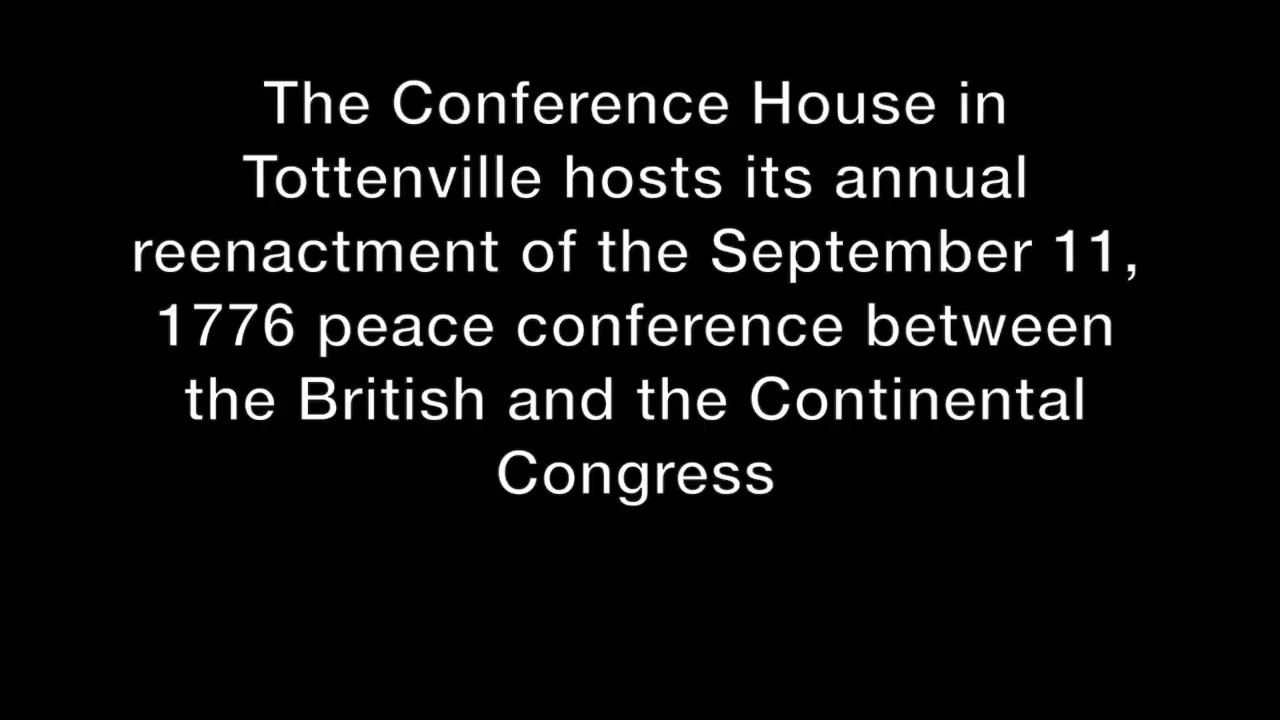 The Conference House in
Tottenville hosts its annual
reenactment of the September 11,
1776 peace conference between
the British and the Continental
Congress